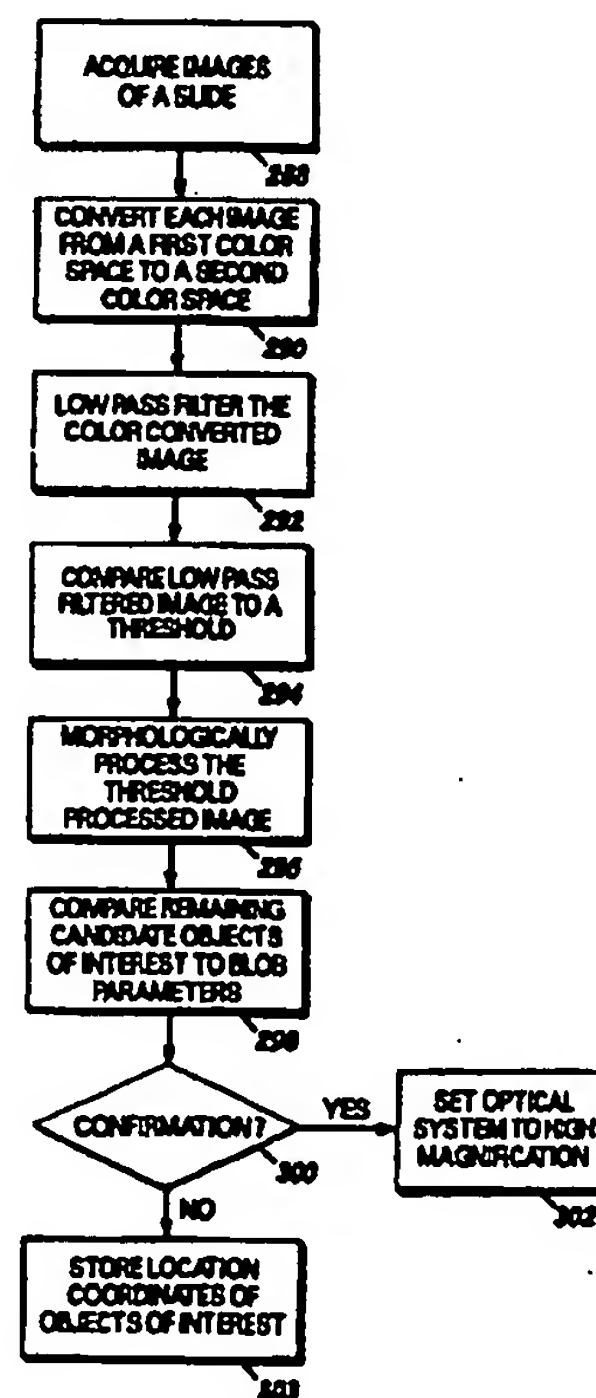 ACQUIRE IMAGES
OF A SLIDE
288
CONVERT EACH IMAGE
FROM A FIRST COLOR
SPACE TO A SECOND
COLOR SPACE
290
LOW PASS FILTER THE
COLOR CONVERTED
IMAGE
292
COMPARE LOW PASS
FILTERED IMAGE TO A
THRESHOLD
294
MORPHOLOGICALLY
PROCESS THE
THRESHOLD
PROCESSED IMAGE
296
COMPARE REMAINING
CANDIDATE OBJECTS
OF INTEREST TO BLOB
PARAMETERS
298
CONFIRMATION?
300
YES
SET OPTICAL
SYSTEM TO HIGH
MAGNIFICATION
302
NO
STORE LOCATION
COORDINATES OF
OBJECTS OF INTEREST